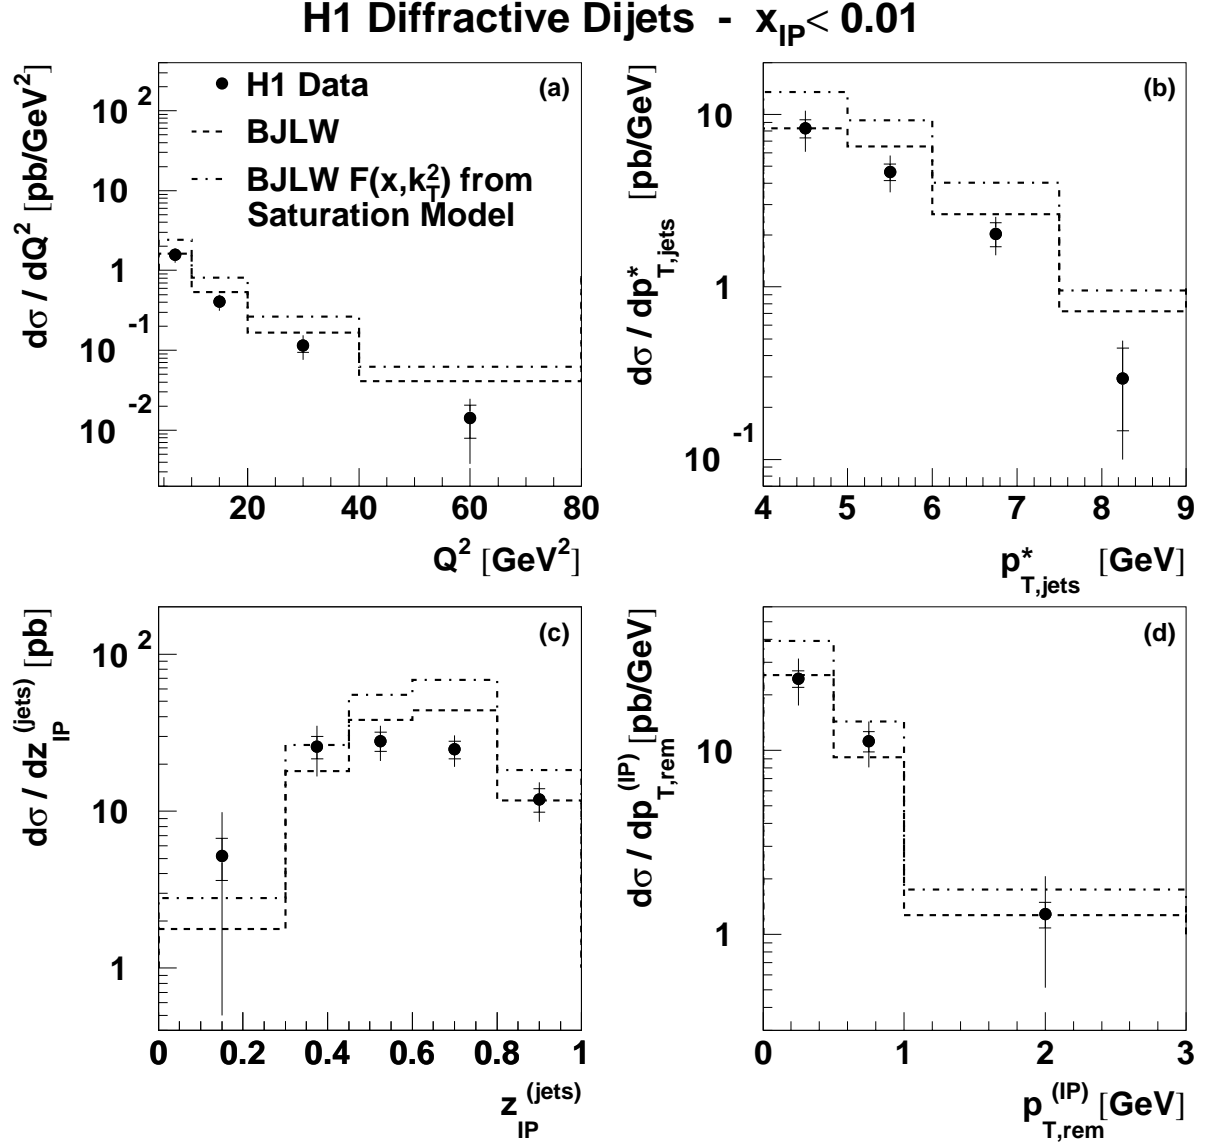 H1 Diffractive Dijets - x_IP < 0.01
(a)
H1 Data
BJLW
BJLW F(x,k_T^2) from
Saturation Model
dσ / dQ^2 [pb/GeV^2]
10^2
10
1
10^-1
10^-2
20 40 60 80
Q^2 [GeV^2]
(b)
dσ / dp*_T,jets [pb/GeV]
10
1
10^-1
4 5 6 7 8 9
p*_T,jets [GeV]
(c)
dσ / dz_IP^(jets) [pb]
10^2
10
1
0 0.2 0.4 0.6 0.8 1
z_IP^(jets)
(d)
dσ / dp_T,rem^(IP) [pb/GeV]
10
1
0 1 2 3
p_T,rem^(IP) [GeV]